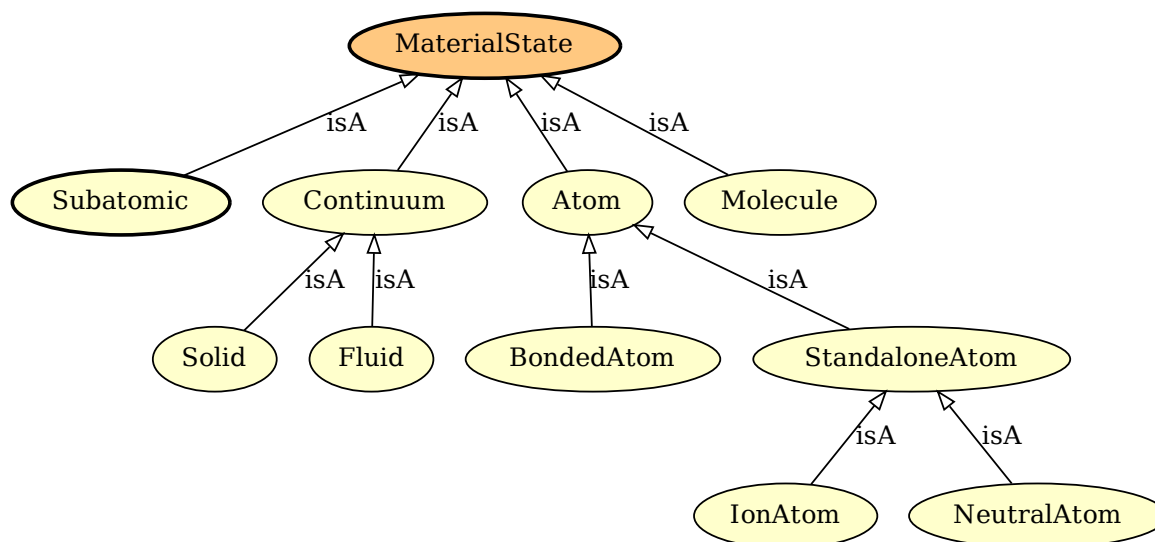 MaterialState
isA
isA
isA
isA
Subatomic
Continuum
Atom
Molecule
isA
isA
isA
isA
Solid
Fluid
BondedAtom
StandaloneAtom
isA
isA
IonAtom
NeutralAtom